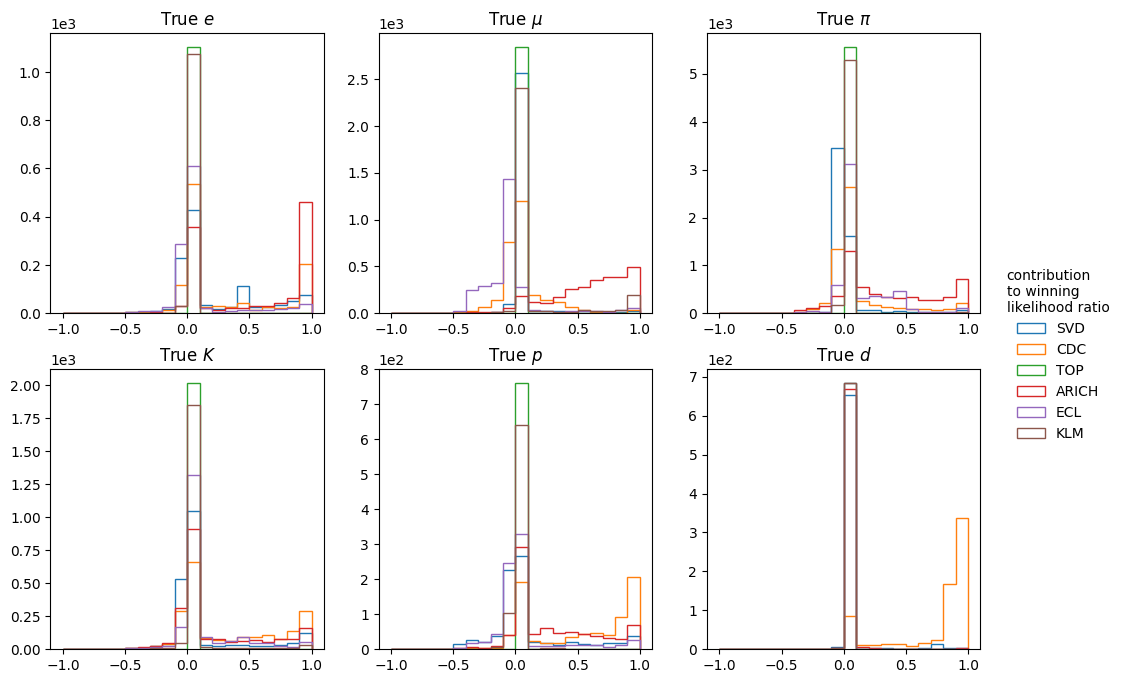 True e
1e3
1.0
0.8
0.6
0.4
0.2
0.0
−1.0 −0.5 0.0 0.5 1.0
True μ
1e3
2.5
2.0
1.5
1.0
0.5
0.0
−1.0 −0.5 0.0 0.5 1.0
True π
1e3
5
4
3
2
1
0
−1.0 −0.5 0.0 0.5 1.0
True K
1e3
2.00
1.75
1.50
1.25
1.00
0.75
0.50
0.25
0.00
−1.0 −0.5 0.0 0.5 1.0
True p
1e2
8
7
6
5
4
3
2
1
0
−1.0 −0.5 0.0 0.5 1.0
True d
1e2
7
6
5
4
3
2
1
0
−1.0 −0.5 0.0 0.5 1.0
contribution
to winning
likelihood ratio
SVD
CDC
TOP
ARICH
ECL
KLM